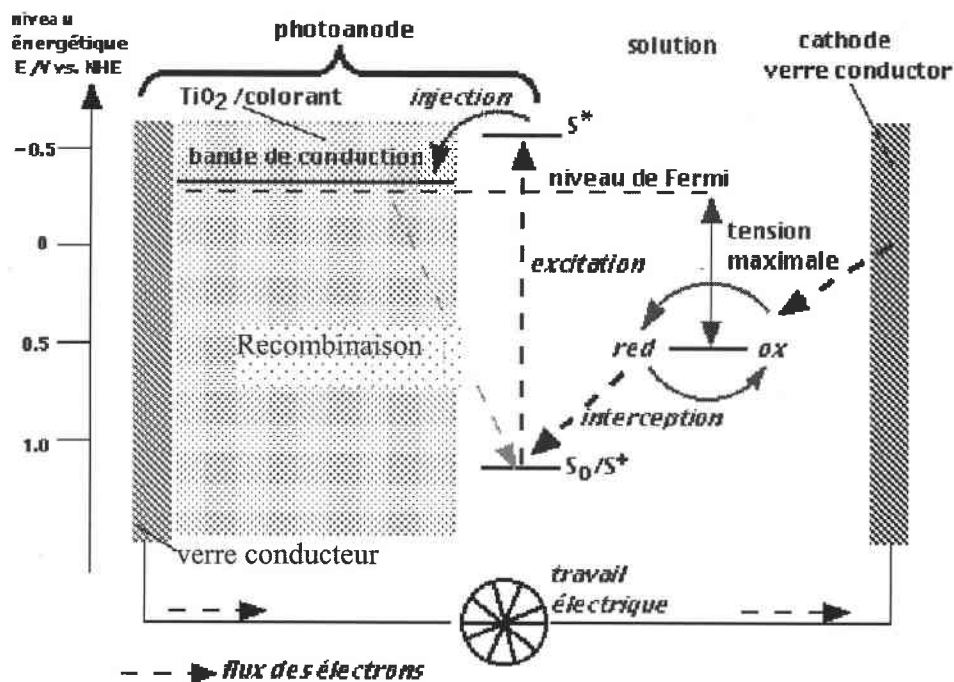 niveau
énergétique
E/V vs. NHE
photoanode
solution
cathode
verre conductor
TiO2/colorant
injection
S*
-0.5
bande de conduction
niveau de Fermi
0
tension
maximale
excitation
0.5
Recombinaison
red
ox
interception
1.0
S0/S+
verre conducteur
travail
électrique
flux des électrons